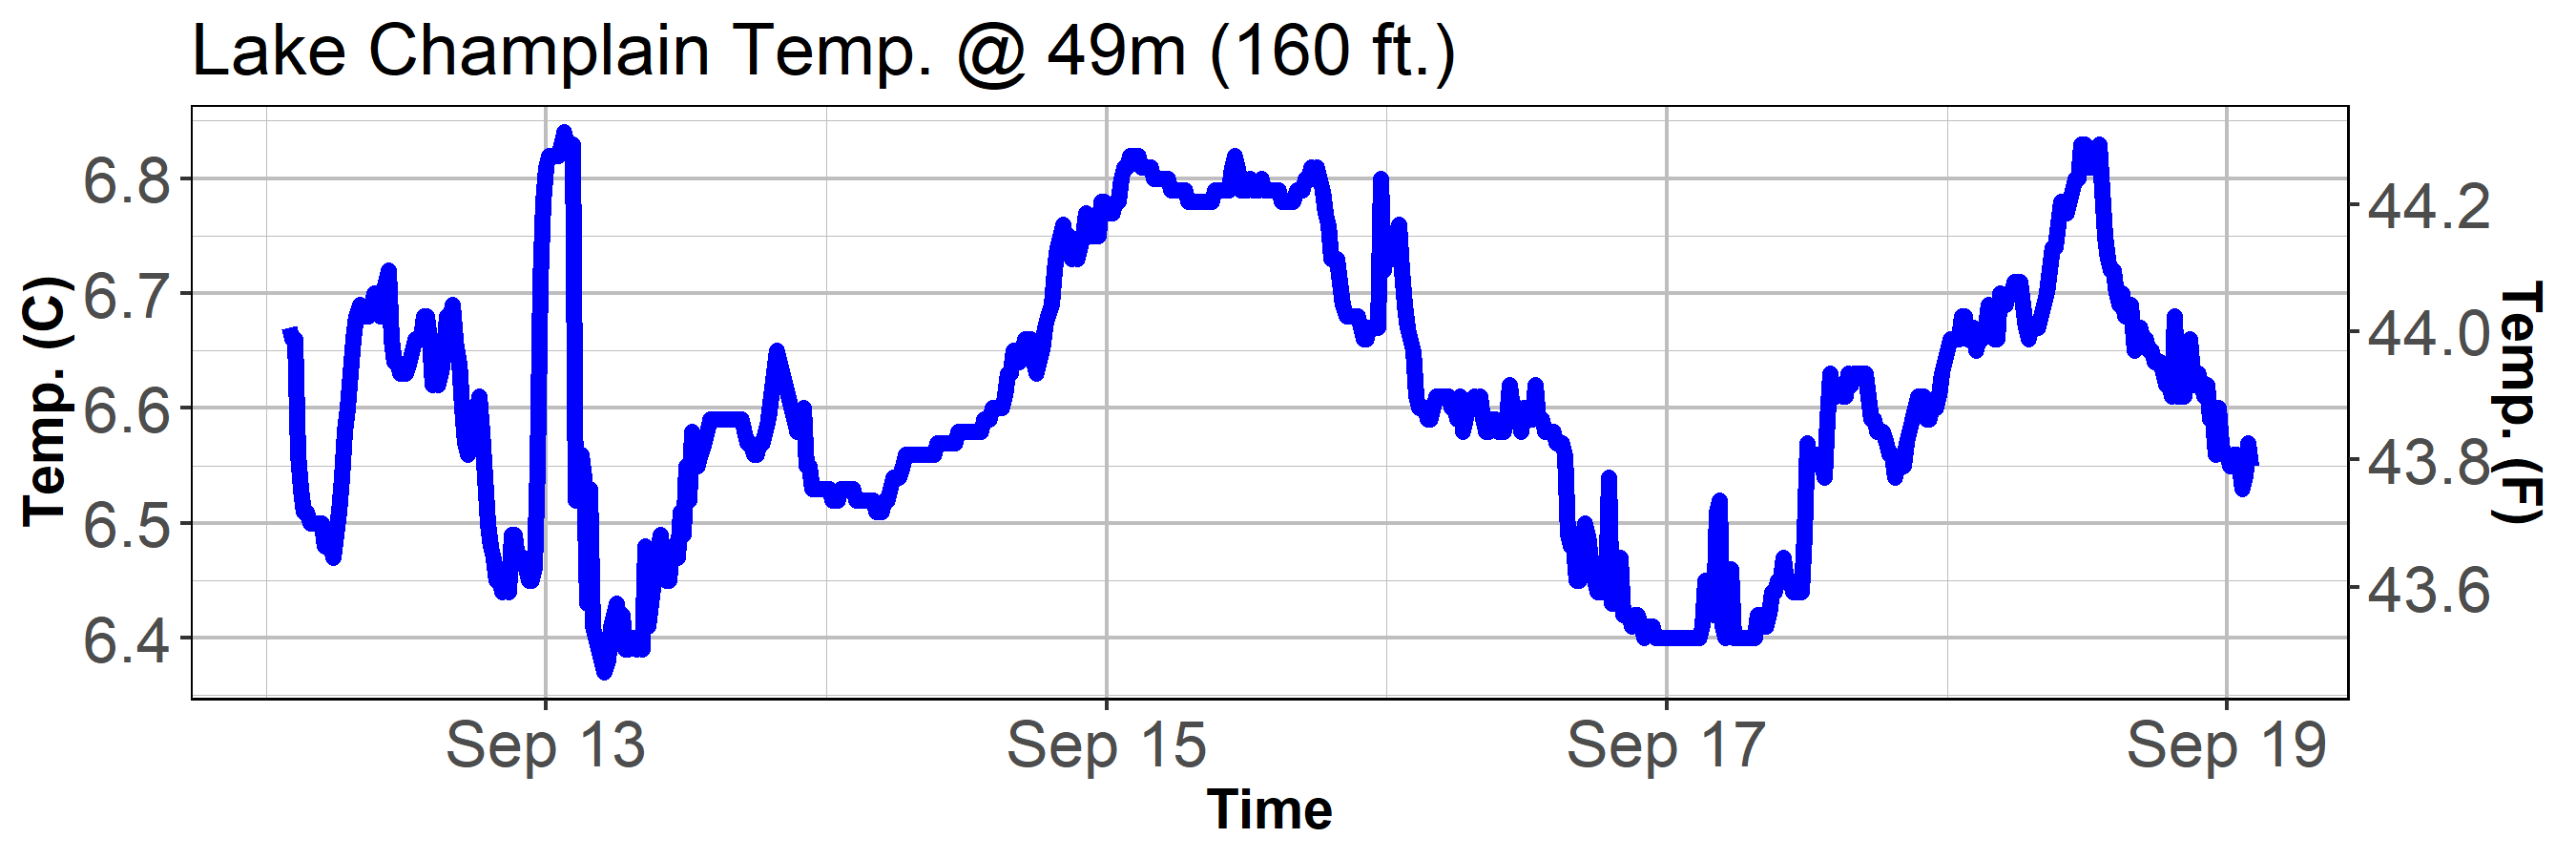 Lake Champlain Temp. @ 49m (160 ft.)
Temp. (C)
6.8
6.7
6.6
6.5
6.4
44.2
44.0
43.8
43.6
Temp. (F)
Sep 13
Sep 15
Sep 17
Sep 19
Time